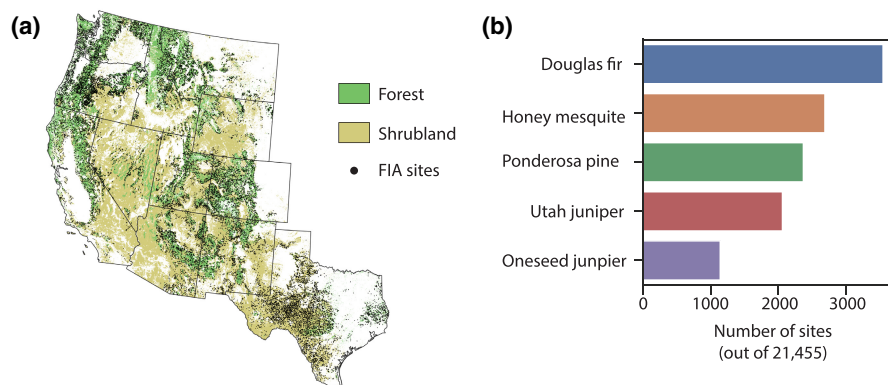 (a)
Forest
Shrubland
FIA sites
(b)
Douglas fir
Honey mesquite
Ponderosa pine
Utah juniper
Oneseed junpier
0 1000 2000 3000
Number of sites
(out of 21,455)